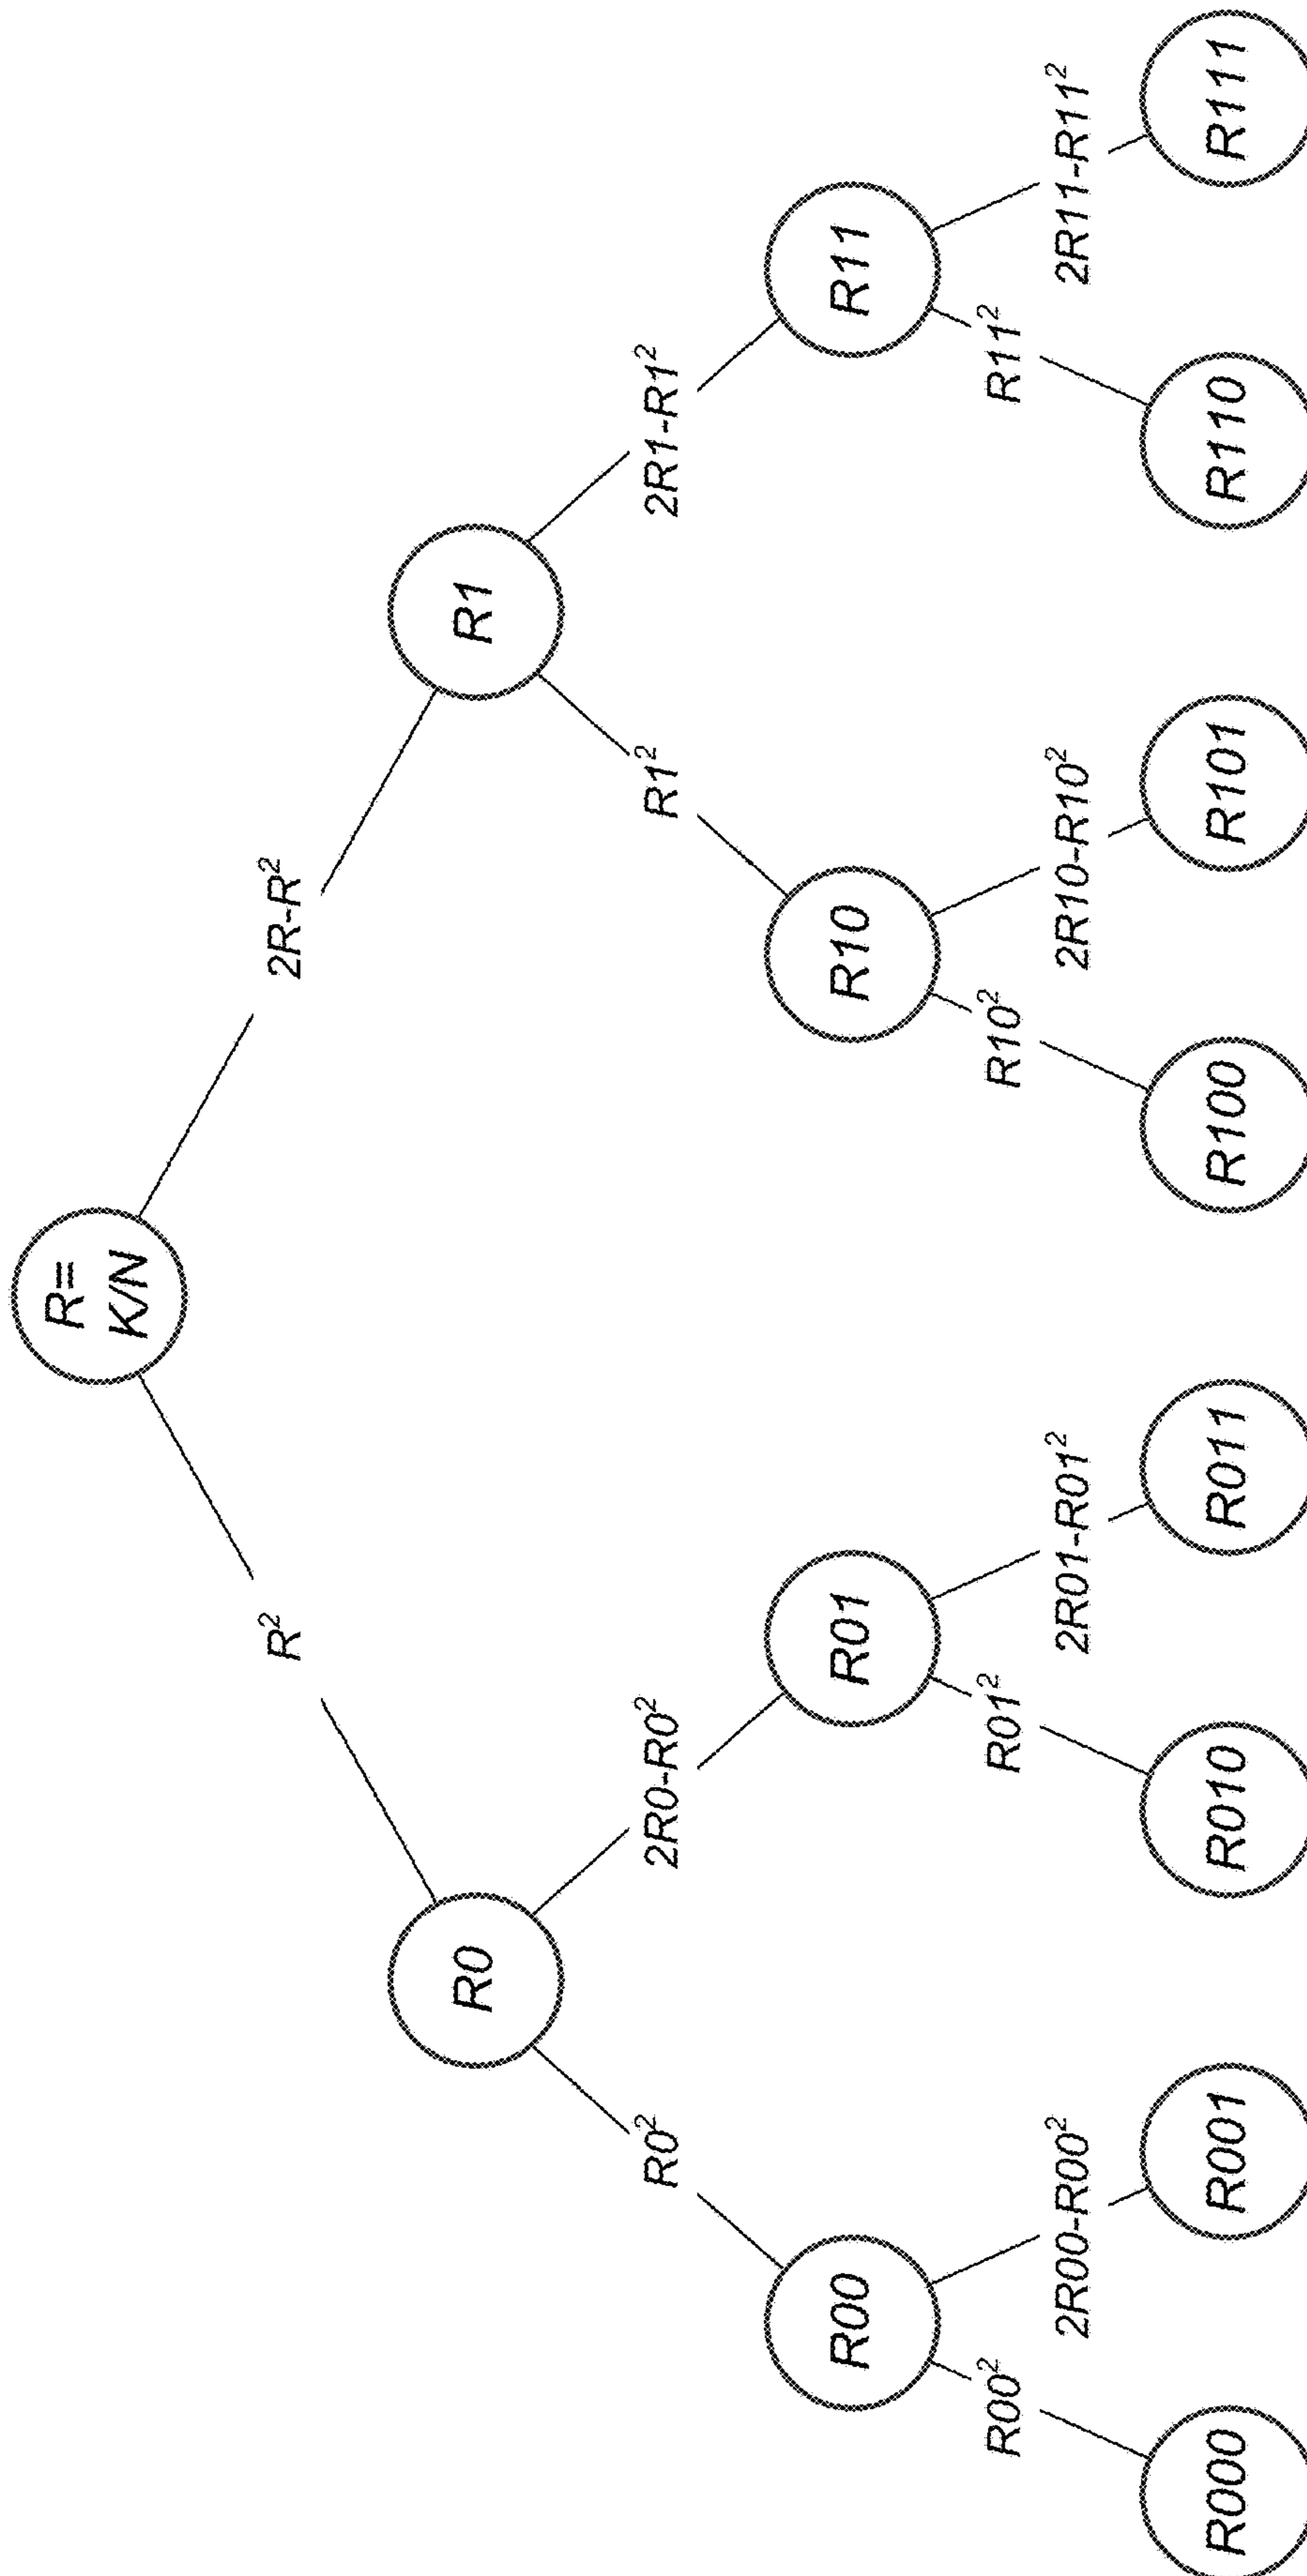 R=
K/N
R²
2R-R²
R0
R1
R0²
2R0-R0²
R1²
2R1-R1²
R00
R01
R10
R11
R00²
2R00-R00²
R01²
2R01-R01²
R10²
2R10-R10²
R11²
2R11-R11²
R000
R001
R010
R011
R100
R101
R110
R111